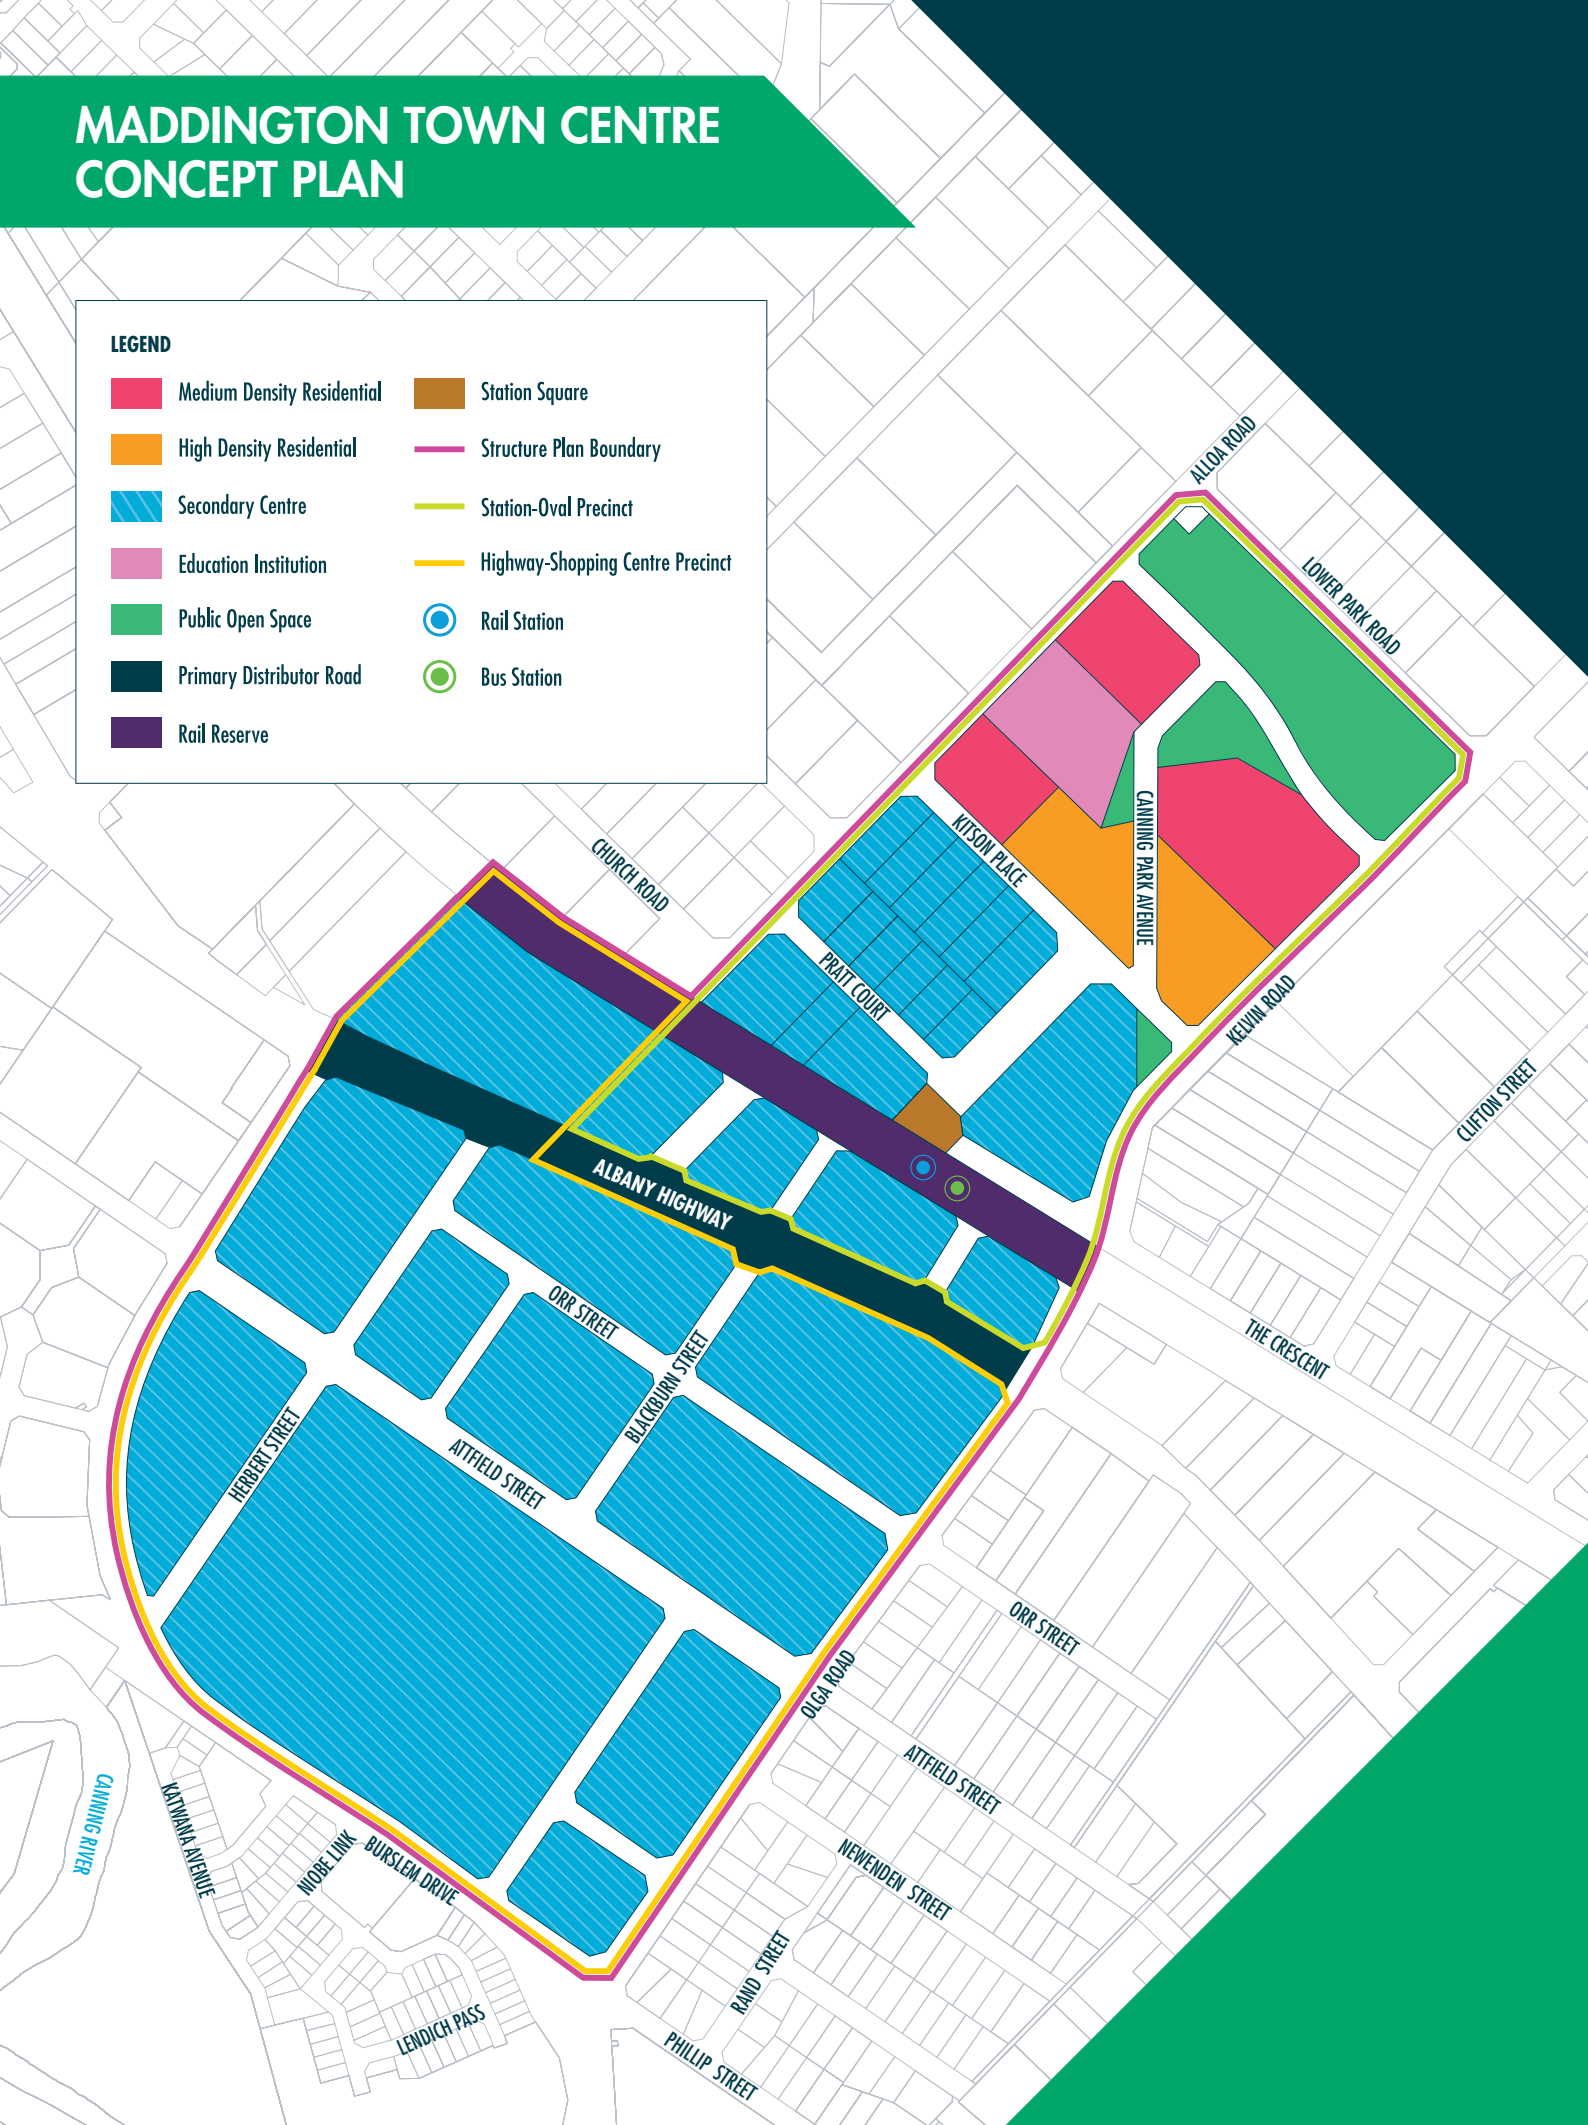 MADDINGTON TOWN CENTRE
CONCEPT PLAN
LEGEND
Medium Density Residential
High Density Residential
Secondary Centre
Education Institution
Public Open Space
Primary Distributor Road
Rail Reserve
Station Square
Structure Plan Boundary
Station-Oval Precinct
Highway-Shopping Centre Precinct
Rail Station
Bus Station
ALLOA ROAD
LOWER PARK ROAD
CHURCH ROAD
KITSON PLACE
CANNING PARK AVENUE
PRATT COURT
KELVIN ROAD
CLIFTON STREET
ALBANY HIGHWAY
ORR STREET
BLACKBURN STREET
THE CRESCENT
HERBERT STREET
ATTFIELD STREET
ORR STREET
OLGA ROAD
ATTFIELD STREET
CANNING RIVER
KATWANA AVENUE
NIOBE LINK
BURSLEM DRIVE
NEWENDEN STREET
RAND STREET
LENDICH PASS
PHILLIP STREET